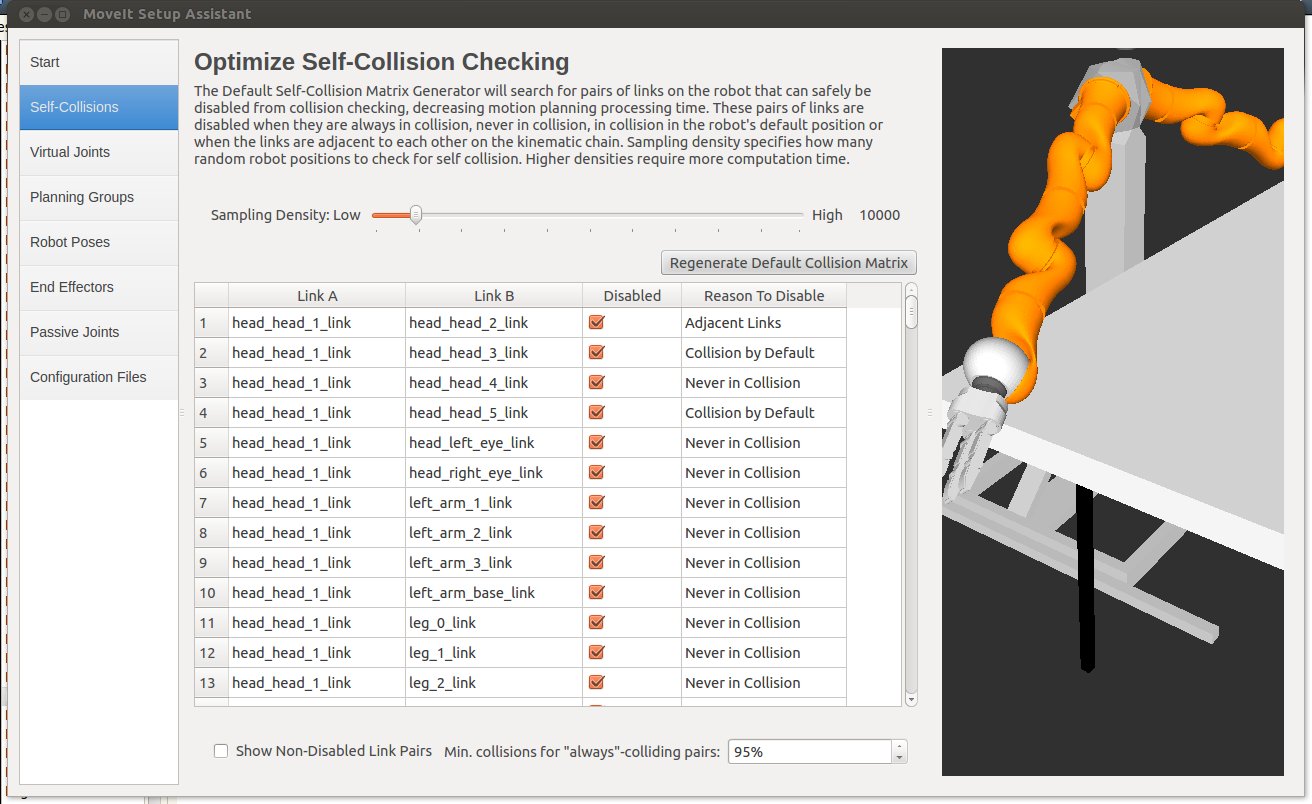 MoveIt Setup Assistant
Start
Self-Collisions
Virtual Joints
Planning Groups
Robot Poses
End Effectors
Passive Joints
Configuration Files
Optimize Self-Collision Checking
The Default Self-Collision Matrix Generator will search for pairs of links on the robot that can safely be
disabled from collision checking, decreasing motion planning processing time. These pairs of links are
disabled when they are always in collision, never in collision, in collision in the robot's default position or
when the links are adjacent to each other on the kinematic chain. Sampling density specifies how many
random robot positions to check for self collision. Higher densities require more computation time.
Sampling Density: Low High 10000
Regenerate Default Collision Matrix
Link A Link B Disabled Reason To Disable
1 head_head_1_link head_head_2_link Adjacent Links
2 head_head_1_link head_head_3_link Collision by Default
3 head_head_1_link head_head_4_link Never in Collision
4 head_head_1_link head_head_5_link Collision by Default
5 head_head_1_link head_left_eye_link Never in Collision
6 head_head_1_link head_right_eye_link Never in Collision
7 head_head_1_link left_arm_1_link Never in Collision
8 head_head_1_link left_arm_2_link Never in Collision
9 head_head_1_link left_arm_3_link Never in Collision
10 head_head_1_link left_arm_base_link Never in Collision
11 head_head_1_link leg_0_link Never in Collision
12 head_head_1_link leg_1_link Never in Collision
13 head_head_1_link leg_2_link Never in Collision
Show Non-Disabled Link Pairs Min. collisions for "always"-colliding pairs: 95%